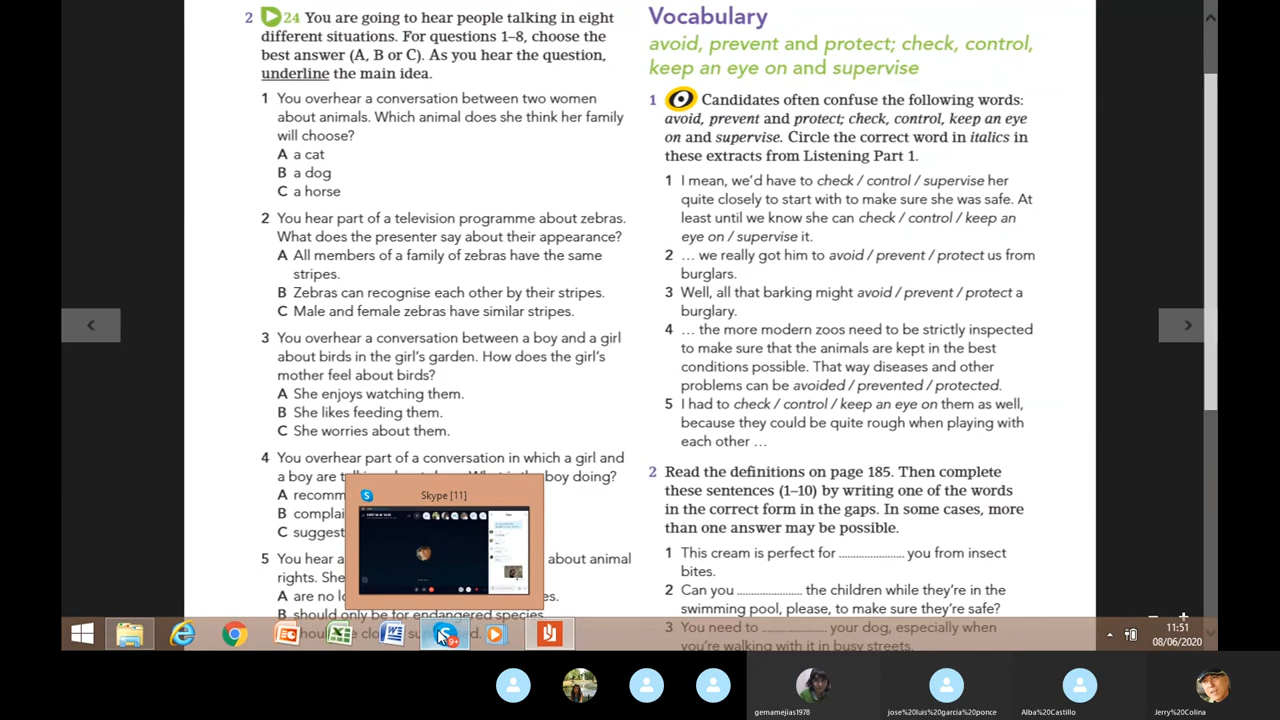 2 24 You are going to hear people talking in eight
different situations. For questions 1–8, choose the
best answer (A, B or C). As you hear the question,
underline the main idea.
1 You overhear a conversation between two women
about animals. Which animal does she think her family
will choose?
A a cat
B a dog
C a horse
2 You hear part of a television programme about zebras.
What does the presenter say about their appearance?
A All members of a family of zebras have the same
stripes.
B Zebras can recognise each other by their stripes.
C Male and female zebras have similar stripes.
3 You overhear a conversation between a boy and a girl
about birds in the girl's garden. How does the girl's
mother feel about birds?
A She enjoys watching them.
B She likes feeding them.
C She worries about them.
4 You overhear part of a conversation in which a girl and
a boy are boy doing?
A
B
C
5 You hear a about animal
rights. She
A are no
B should only be for endangered species.
Vocabulary
avoid, prevent and protect; check, control,
keep an eye on and supervise
1 Candidates often confuse the following words:
avoid, prevent and protect; check, control, keep an eye
on and supervise. Circle the correct word in italics in
these extracts from Listening Part 1.
1 I mean, we'd have to check / control / supervise her
quite closely to start with to make sure she was safe. At
least until we know she can check / control / keep an
eye on / supervise it.
2 … we really got him to avoid / prevent / protect us from
burglars.
3 Well, all that barking might avoid / prevent / protect a
burglary.
4 … the more modern zoos need to be strictly inspected
to make sure that the animals are kept in the best
conditions possible. That way diseases and other
problems can be avoided / prevented / protected.
5 I had to check / control / keep an eye on them as well,
because they could be quite rough when playing with
each other …
2 Read the definitions on page 185. Then complete
these sentences (1–10) by writing one of the words
in the correct form in the gaps. In some cases, more
than one answer may be possible.
1 This cream is perfect for ..................... you from insect
bites.
2 Can you ..................... the children while they're in the
swimming pool, please, to make sure they're safe?
3 You need to ..................... your dog, especially when
you're walking with it in busy streets.
Skype [11]
9+
11:51
08/06/2020
gemamejias1978
jose%20luis%20garcia%20ponce
Alba%20Castillo
Jerry%20Colina